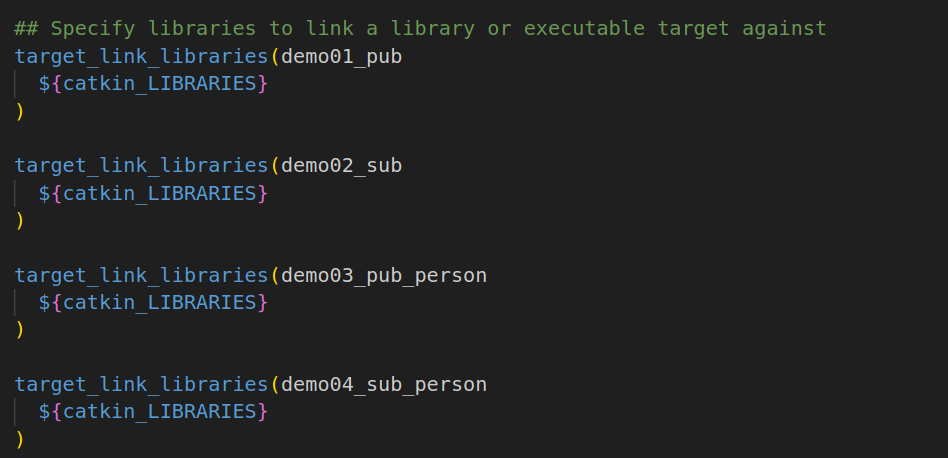 ## Specify libraries to link a library or executable target against
target_link_libraries(demo01_pub
  ${catkin_LIBRARIES}
)
target_link_libraries(demo02_sub
  ${catkin_LIBRARIES}
)
target_link_libraries(demo03_pub_person
  ${catkin_LIBRARIES}
)
target_link_libraries(demo04_sub_person
  ${catkin_LIBRARIES}
)